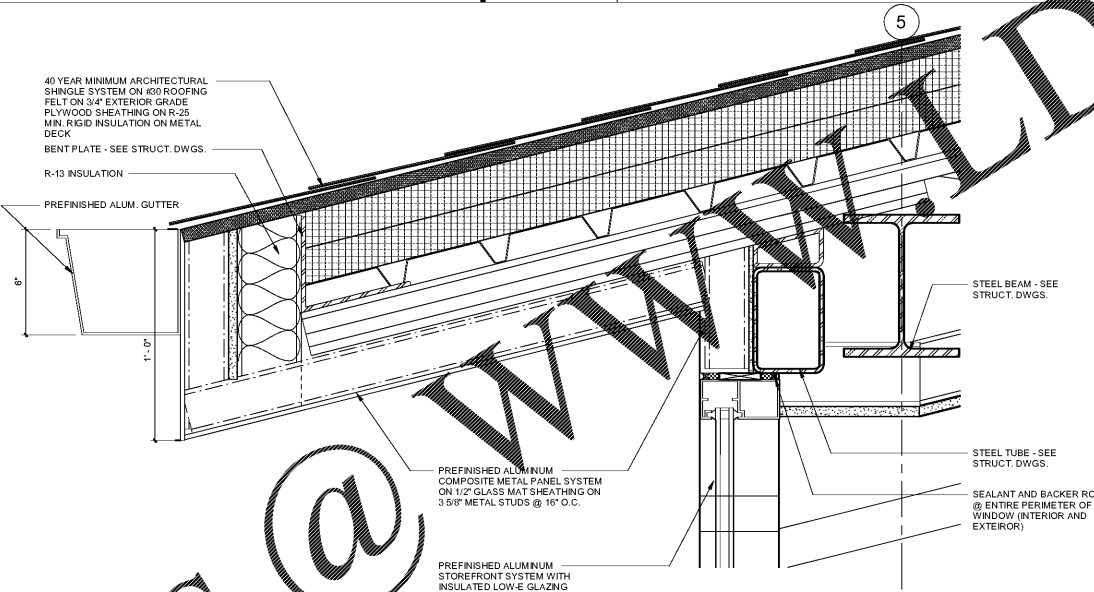 5
40 YEAR MINIMUM ARCHITECTURAL
SHINGLE SYSTEM ON #30 ROOFING
FELT ON 3/4" EXTERIOR GRADE
PLYWOOD SHEATHING ON R-25
MIN. RIGID INSULATION ON METAL
DECK
BENT PLATE - SEE STRUCT. DWGS.
R-13 INSULATION
PREFINISHED ALUM. GUTTER
6"
1' - 0"
STEEL BEAM - SEE
STRUCT. DWGS.
STEEL TUBE - SEE
STRUCT. DWGS.
SEALANT AND BACKER RO
@ ENTIRE PERIMETER OF
WINDOW (INTERIOR AND
EXTEIROR)
PREFINISHED ALUMINUM
COMPOSITE METAL PANEL SYSTEM
ON 1/2" GLASS MAT SHEATHING ON
3 5/8" METAL STUDS @ 16" O.C.
PREFINISHED ALUMINUM
STOREFRONT SYSTEM WITH
INSULATED LOW-E GLAZING
S @ WWW.LD